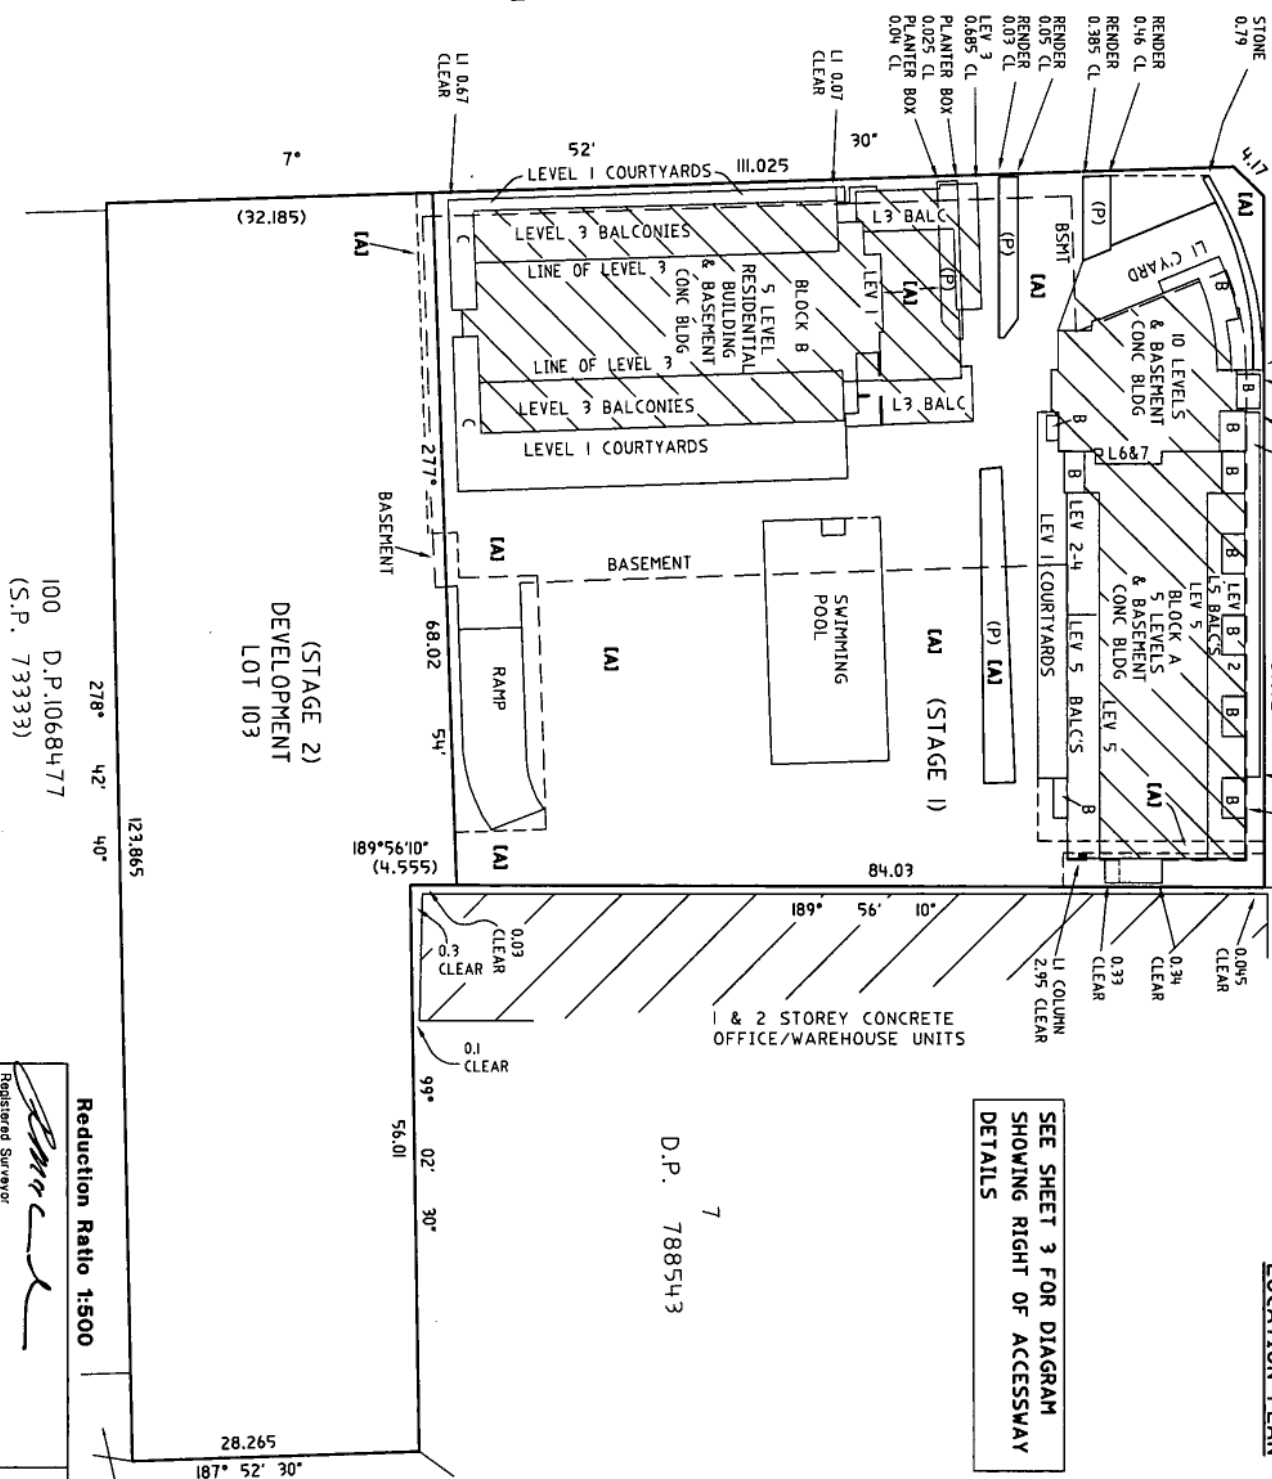 STONE
0.79
RENDER
0.46 CL
RENDER
0.385 CL
RENDER
0.05 CL
RENDER
0.03 CL
LEV 3
0.685 CL
PLANTER BOX
0.025 CL
PLANTER BOX
0.04 CL
L1 0.07
CLEAR
L1 0.67
CLEAR
7°
52'
30"
111.025
4.17
[A]
L1 C'YARD
B
(P)
BSMT
[A]
(P)
L3 BALC
(P)
[A]
LEV 1
L3 BALC
LEVEL 1 COURTYARDS
LEVEL 3 BALCONIES
LINE OF LEVEL 3
BLOCK B
5 LEVEL
RESIDENTIAL
BUILDING
& BASEMENT
CONC BLDG
LINE OF LEVEL 3
LEVEL 3 BALCONIES
LEVEL 1 COURTYARDS
C
C
(32.185)
[A]
10 LEVELS
& BASEMENT
CONC BLDG
B
B
B
B
B
B
B
B
B
B
L6&7
LEV 2
L5 BALC'S
LEV 5
BLOCK A
5 LEVELS
& BASEMENT
CONC BLDG
LEV 5
LEV 2-4
LEV 5 BALC'S
LEV 1 COURTYARDS
[A]
(P) [A]
[A] (STAGE 1)
SWIMMING
POOL
BASEMENT
[A]
[A]
BASEMENT
RAMP
[A]
277°
68.02
54'
189°56'10"
(4.555)
84.03
189° 56' 10"
0.045
CLEAR
0.34
CLEAR
0.33
CLEAR
L1 COLUMN
2.95 CLEAR
0.03
CLEAR
0.3
CLEAR
0.1
CLEAR
1 & 2 STOREY CONCRETE
OFFICE/WAREHOUSE UNITS
LOCATION PLAN
SEE SHEET 3 FOR DIAGRAM
SHOWING RIGHT OF ACCESSWAY
DETAILS
7
D.P. 788543
99° 02' 30"
56.01
(STAGE 2)
DEVELOPMENT
LOT 103
123.865
278° 42' 40"
100 D.P.1068477
(S.P. 73333)
28.265
187° 52' 30"
Reduction Ratio 1:500
Registered Surveyor